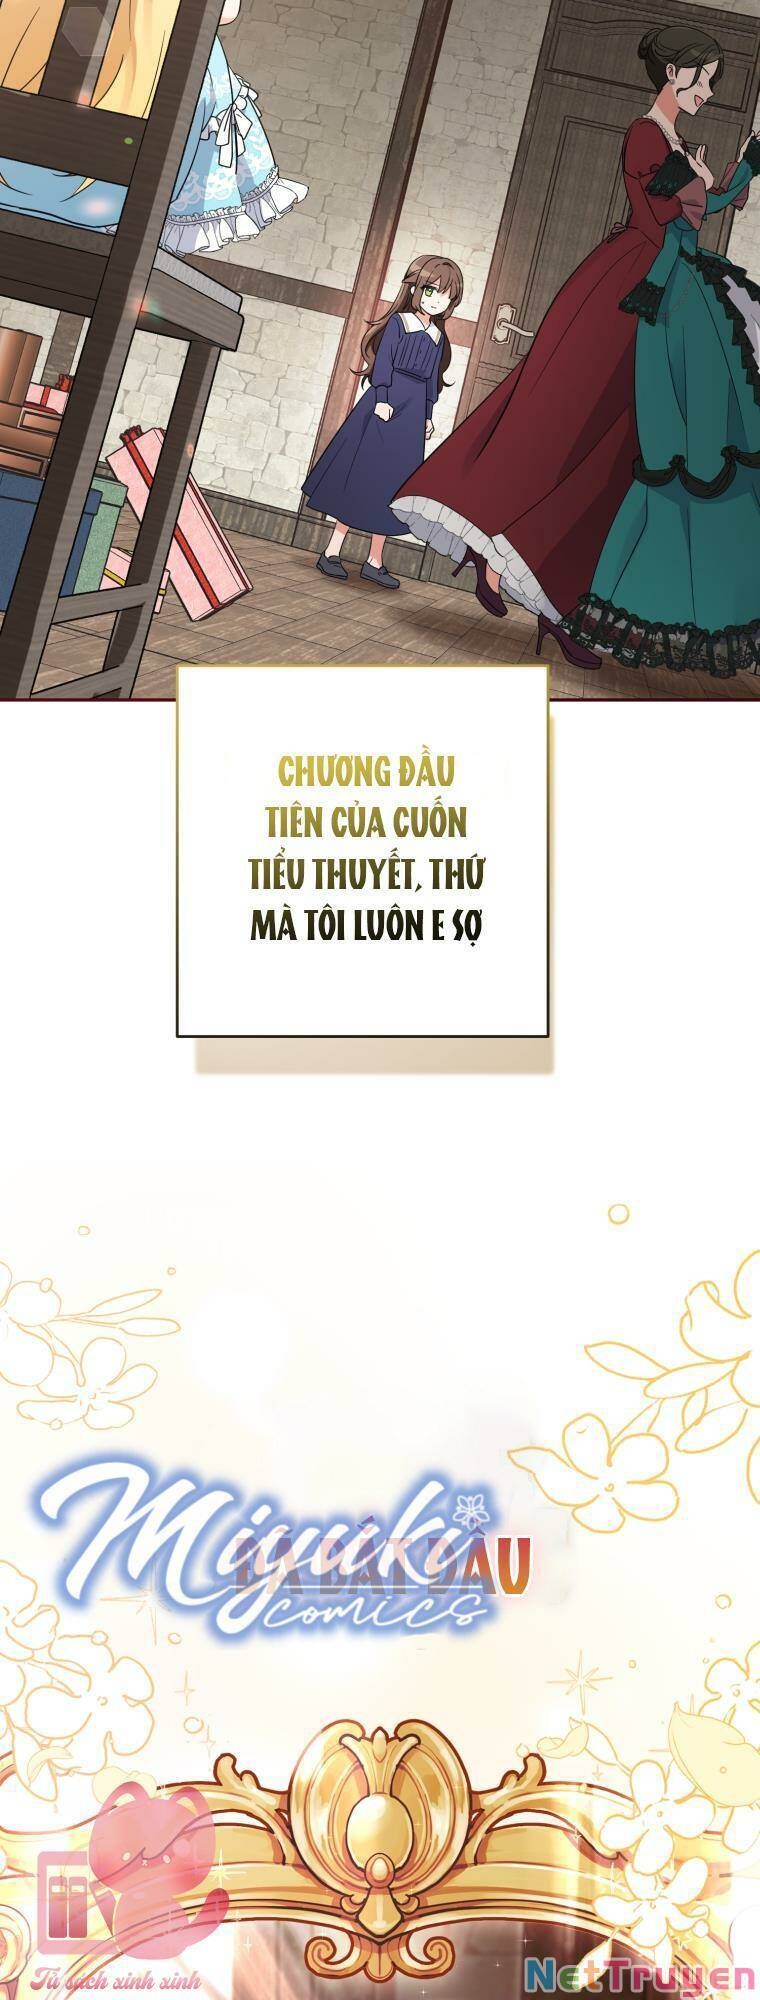 CHƯƠNG ĐẦU
TIÊN CỦA CUỐN
TIỂU THUYẾT, THỨ
MÀ TÔI LUÔN E SỢ
Miyuki
ĐÃ BẮT ĐẦU
comics
Tủ sách xinh xinh
NetTruyen